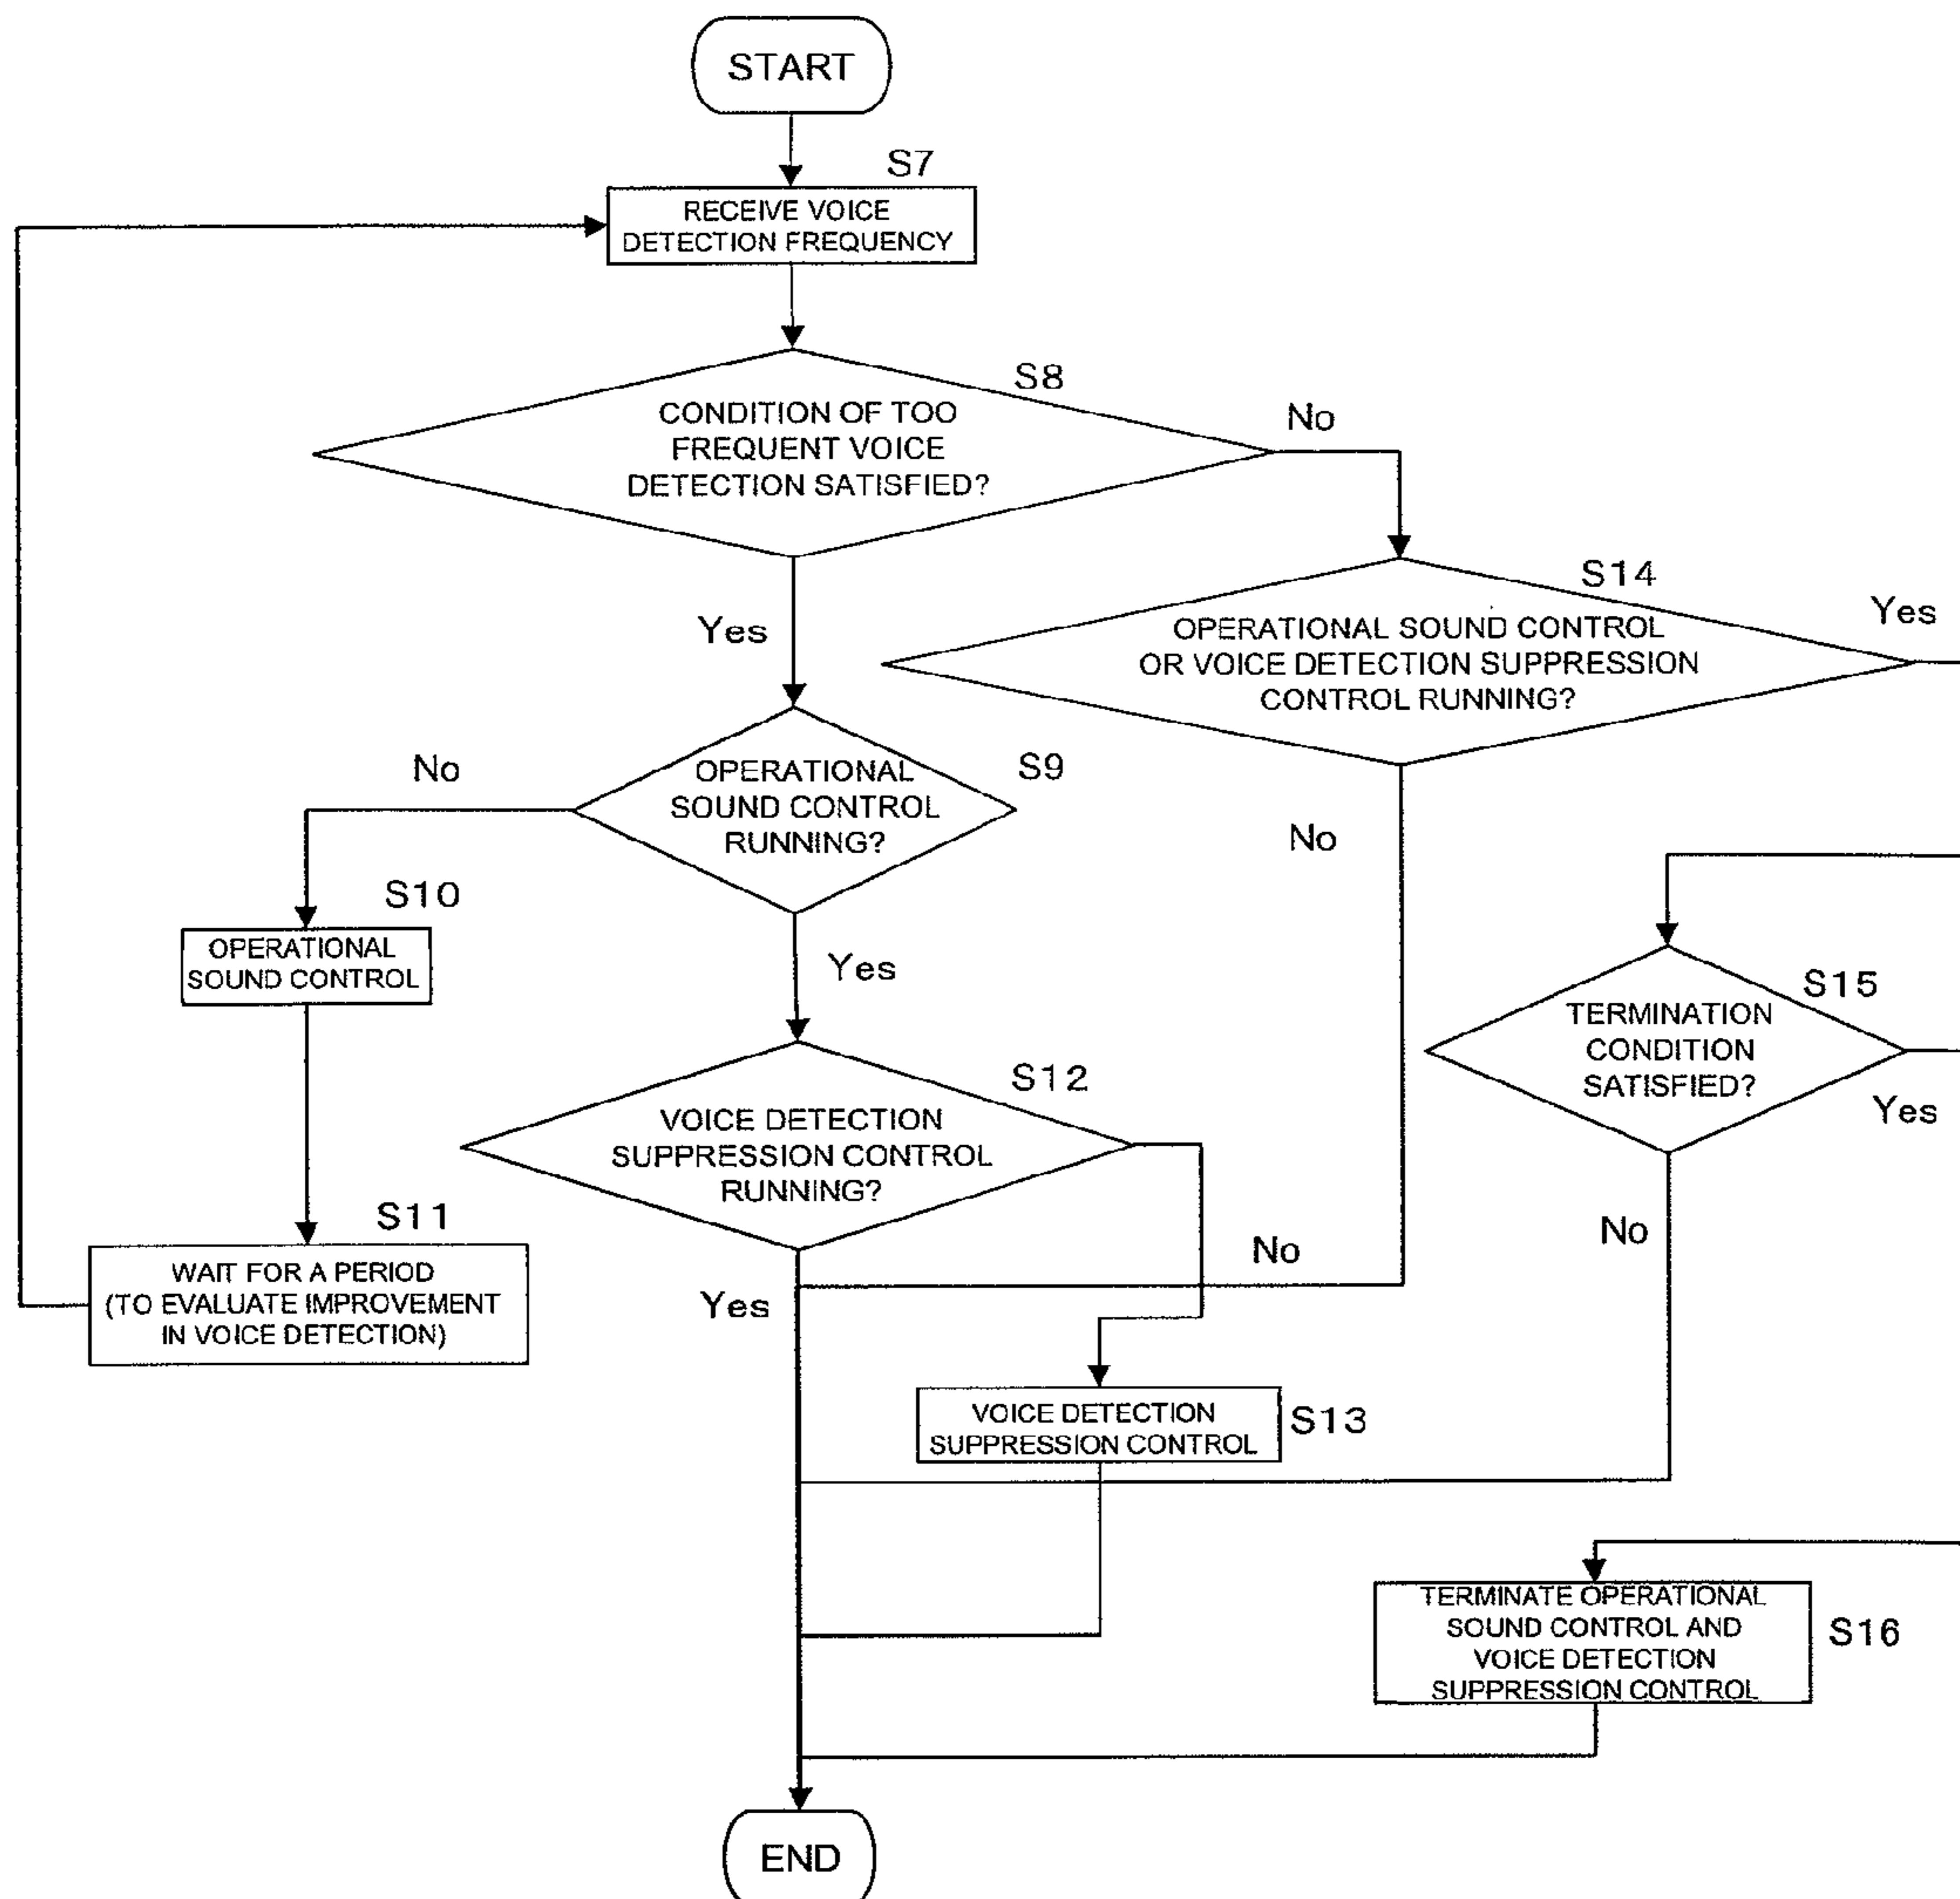 START
S7
RECEIVE VOICE
DETECTION FREQUENCY
S8
CONDITION OF TOO
FREQUENT VOICE
DETECTION SATISFIED?
No
Yes
S14
OPERATIONAL SOUND CONTROL
OR VOICE DETECTION SUPPRESSION
CONTROL RUNNING?
Yes
No
S9
OPERATIONAL
SOUND CONTROL
RUNNING?
No
Yes
S10
OPERATIONAL
SOUND CONTROL
S11
WAIT FOR A PERIOD
(TO EVALUATE IMPROVEMENT
IN VOICE DETECTION)
S12
VOICE DETECTION
SUPPRESSION CONTROL
RUNNING?
No
Yes
S13
VOICE DETECTION
SUPPRESSION CONTROL
S15
TERMINATION
CONDITION
SATISFIED?
Yes
No
S16
TERMINATE OPERATIONAL
SOUND CONTROL AND
VOICE DETECTION
SUPPRESSION CONTROL
END